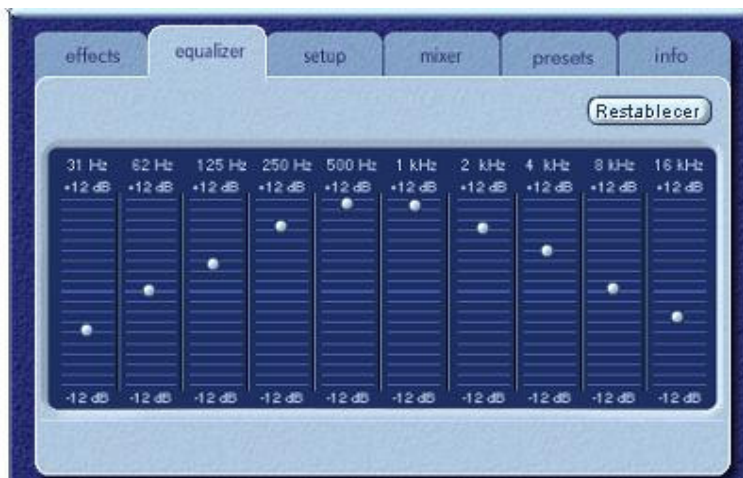 effects equalizer setup mixer presets info
Restablecer
31 Hz 62 Hz 125 Hz 250 Hz 500 Hz 1 kHz 2 kHz 4 kHz 8 kHz 16 kHz
+12 dB +12 dB +12 dB +12 dB +12 dB +12 dB +12 dB +12 dB +12 dB +12 dB
-12 dB -12 dB -12 dB -12 dB -12 dB -12 dB -12 dB -12 dB -12 dB -12 dB